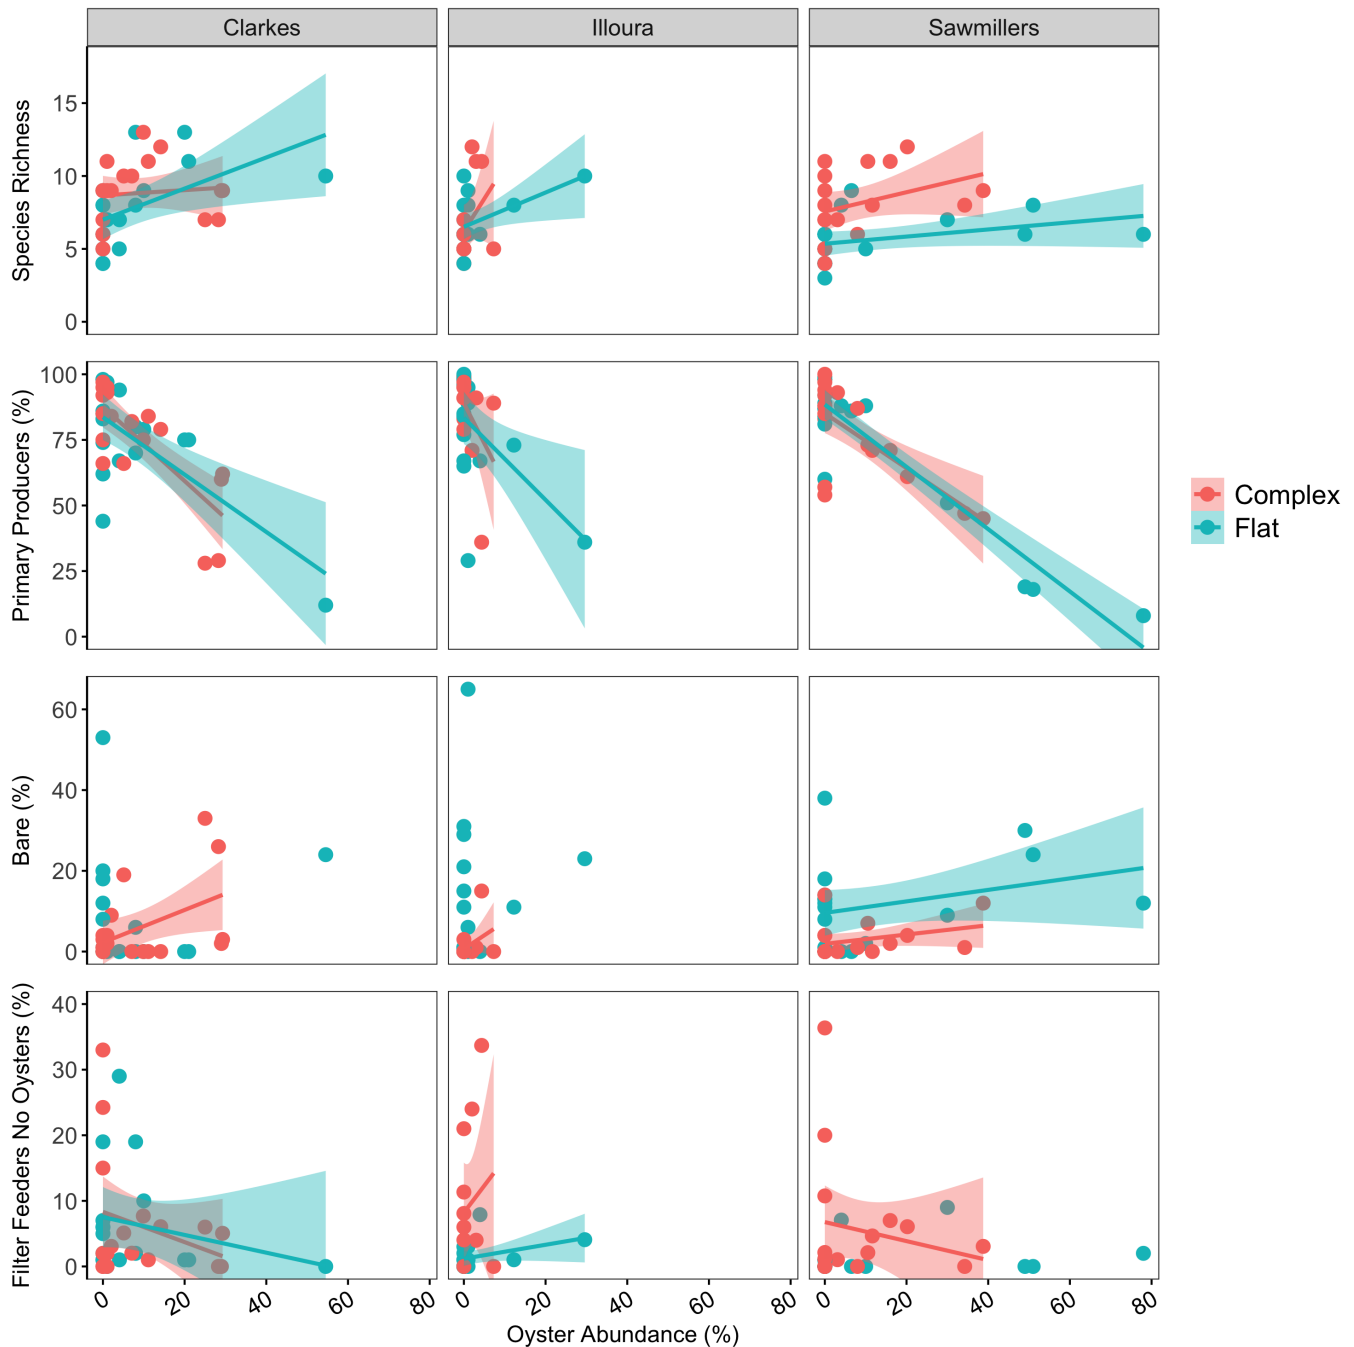 Clarkes Illoura Sawmillers
Species Richness
15
10
5
0
Primary Producers (%)
100
75
50
25
0
Complex
Flat
Bare (%)
60
40
20
0
Filter Feeders No Oysters (%)
40
30
20
10
0
0 20 40 60 80 0 20 40 60 80 0 20 40 60 80
Oyster Abundance (%)